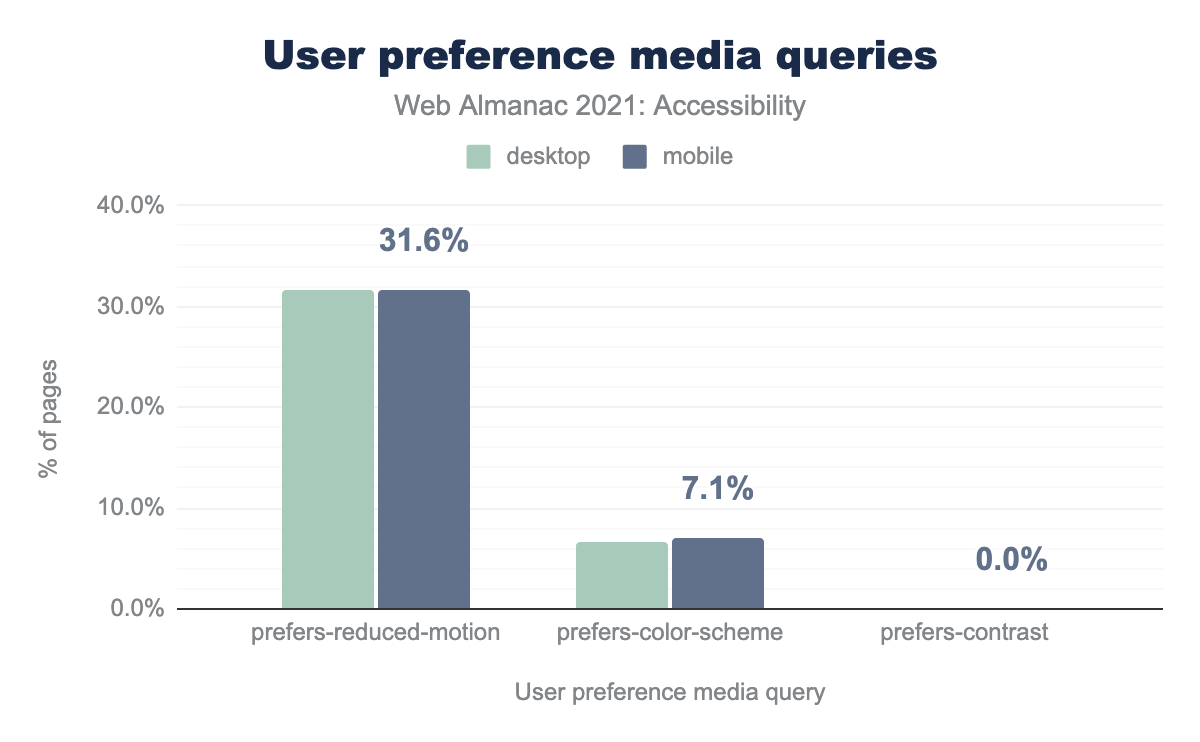 User preference media queries
Web Almanac 2021: Accessibility
desktop mobile
40.0%
30.0%
20.0%
10.0%
0.0%
% of pages
31.6%
7.1%
0.0%
prefers-reduced-motion prefers-color-scheme prefers-contrast
User preference media query